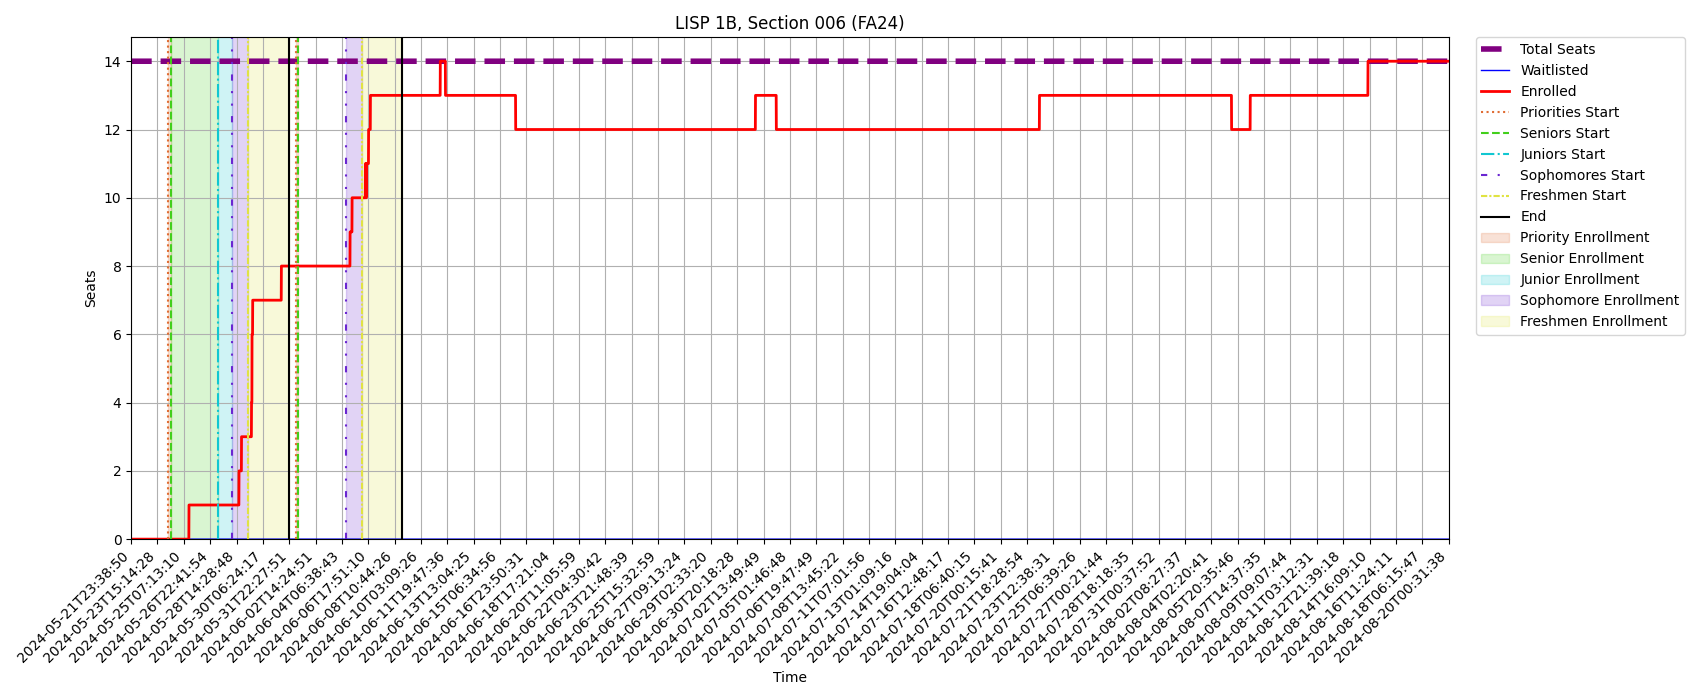 LISP 1B, Section 006 (FA24)
Total Seats
Waitlisted
Enrolled
Priorities Start
Seniors Start
Juniors Start
Sophomores Start
Freshmen Start
End
Priority Enrollment
Senior Enrollment
Junior Enrollment
Sophomore Enrollment
Freshmen Enrollment
Seats
14
12
10
8
6
4
2
0
2024-05-21T23:38:50
2024-05-23T15:14:28
2024-05-25T07:13:10
2024-05-26T22:41:54
2024-05-28T14:28:48
2024-05-30T06:24:17
2024-05-31T22:27:51
2024-06-02T14:24:51
2024-06-04T06:38:43
2024-06-06T17:51:10
2024-06-08T10:44:26
2024-06-10T03:09:26
2024-06-11T19:47:36
2024-06-13T13:04:25
2024-06-15T06:34:56
2024-06-16T23:50:31
2024-06-18T17:21:04
2024-06-20T11:05:59
2024-06-22T04:30:42
2024-06-23T21:48:39
2024-06-25T15:32:59
2024-06-27T09:13:24
2024-06-29T02:33:20
2024-06-30T20:18:28
2024-07-02T13:49:49
2024-07-05T01:46:48
2024-07-06T19:47:49
2024-07-08T13:45:22
2024-07-11T07:01:56
2024-07-13T01:09:16
2024-07-14T19:04:04
2024-07-16T12:48:17
2024-07-18T06:40:15
2024-07-20T00:15:41
2024-07-21T18:28:54
2024-07-23T12:38:31
2024-07-25T06:39:26
2024-07-27T00:21:44
2024-07-28T18:18:35
2024-07-31T00:37:52
2024-08-02T08:27:37
2024-08-04T02:20:41
2024-08-05T20:35:46
2024-08-07T14:37:35
2024-08-09T09:07:44
2024-08-11T03:12:31
2024-08-12T21:39:18
2024-08-14T16:09:10
2024-08-16T11:24:11
2024-08-18T06:15:47
2024-08-20T00:31:38
Time